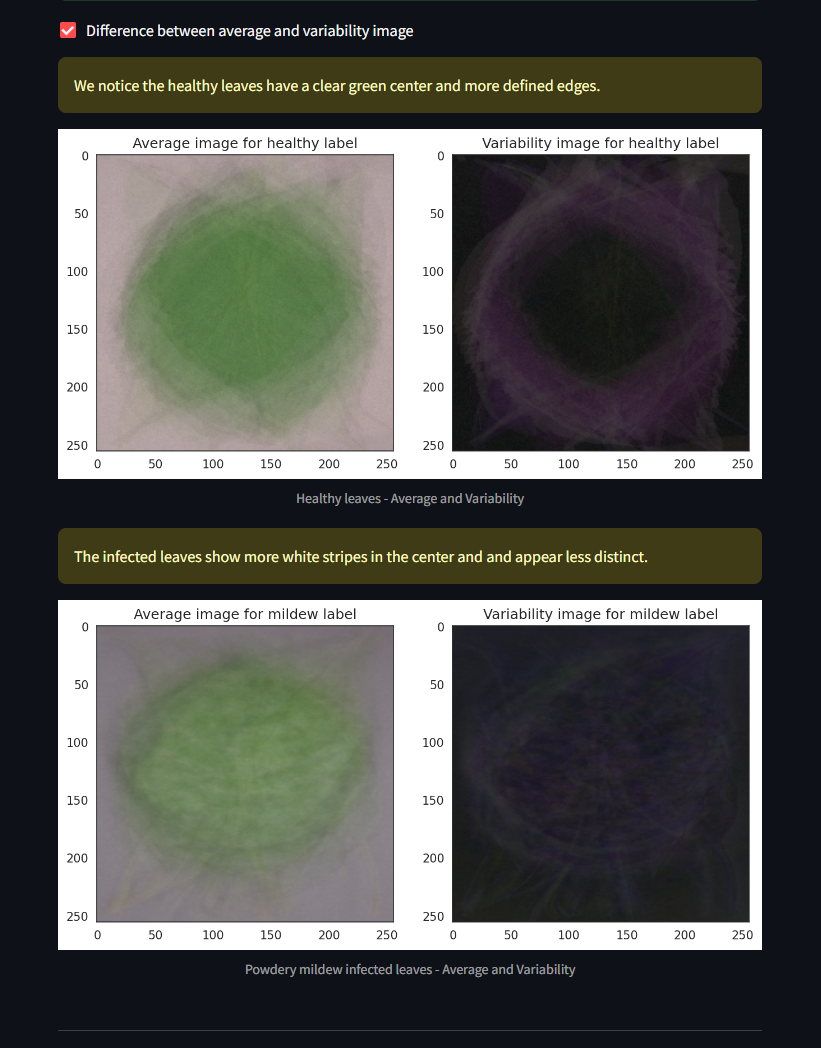 Difference between average and variability image
We notice the healthy leaves have a clear green center and more defined edges.
Average image for healthy label
0
50
100
150
200
250
0 50 100 150 200 250
Variability image for healthy label
0
50
100
150
200
250
0 50 100 150 200 250
Healthy leaves - Average and Variability
The infected leaves show more white stripes in the center and and appear less distinct.
Average image for mildew label
0
50
100
150
200
250
0 50 100 150 200 250
Variability image for mildew label
0
50
100
150
200
250
0 50 100 150 200 250
Powdery mildew infected leaves - Average and Variability